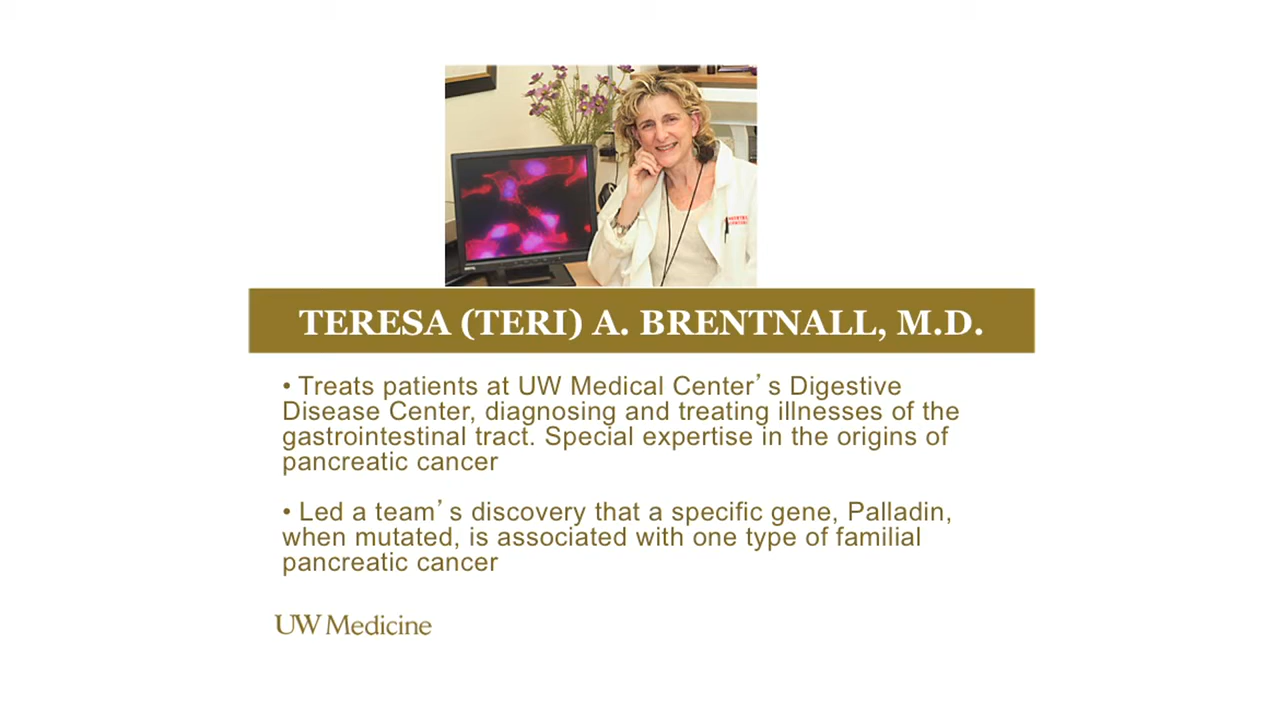 TERESA (TERI) A. BRENTNALL, M.D.
• Treats patients at UW Medical Center’s Digestive
Disease Center, diagnosing and treating illnesses of the
gastrointestinal tract. Special expertise in the origins of
pancreatic cancer
• Led a team’s discovery that a specific gene, Palladin,
when mutated, is associated with one type of familial
pancreatic cancer
UW Medicine